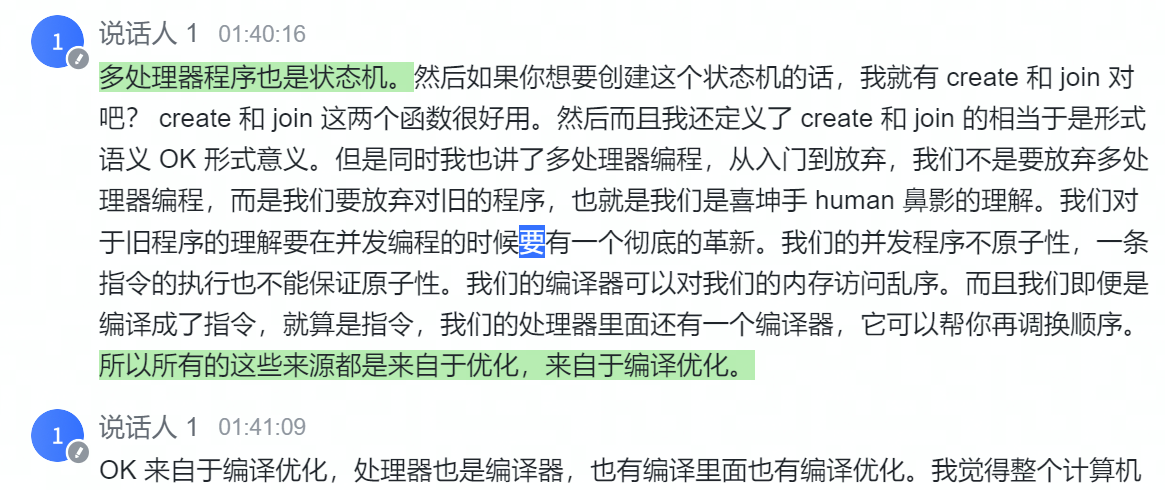 1 说话人 1 01:40:16
多处理器程序也是状态机。然后如果你想要创建这个状态机的话，我就有 create 和 join 对
吧？ create 和 join 这两个函数很好用。然后而且我还定义了 create 和 join 的相当于是形式
语义 OK 形式意义。但是同时我也讲了多处理器编程，从入门到放弃，我们不是要放弃多处
理器编程，而是我们要放弃对旧的程序，也就是我们是喜坤手 human 鼻影的理解。我们对
于旧程序的理解要在并发编程的时候要有一个彻底的革新。我们的并发程序不原子性，一条
指令的执行也不能保证原子性。我们的编译器可以对我们的内存访问乱序。而且我们即便是
编译成了指令，就算是指令，我们的处理器里面还有一个编译器，它可以帮你再调换顺序。
所以所有的这些来源都是来自于优化，来自于编译优化。
1 说话人 1 01:41:09
OK 来自于编译优化，处理器也是编译器，也有编译里面也有编译优化。我觉得整个计算机